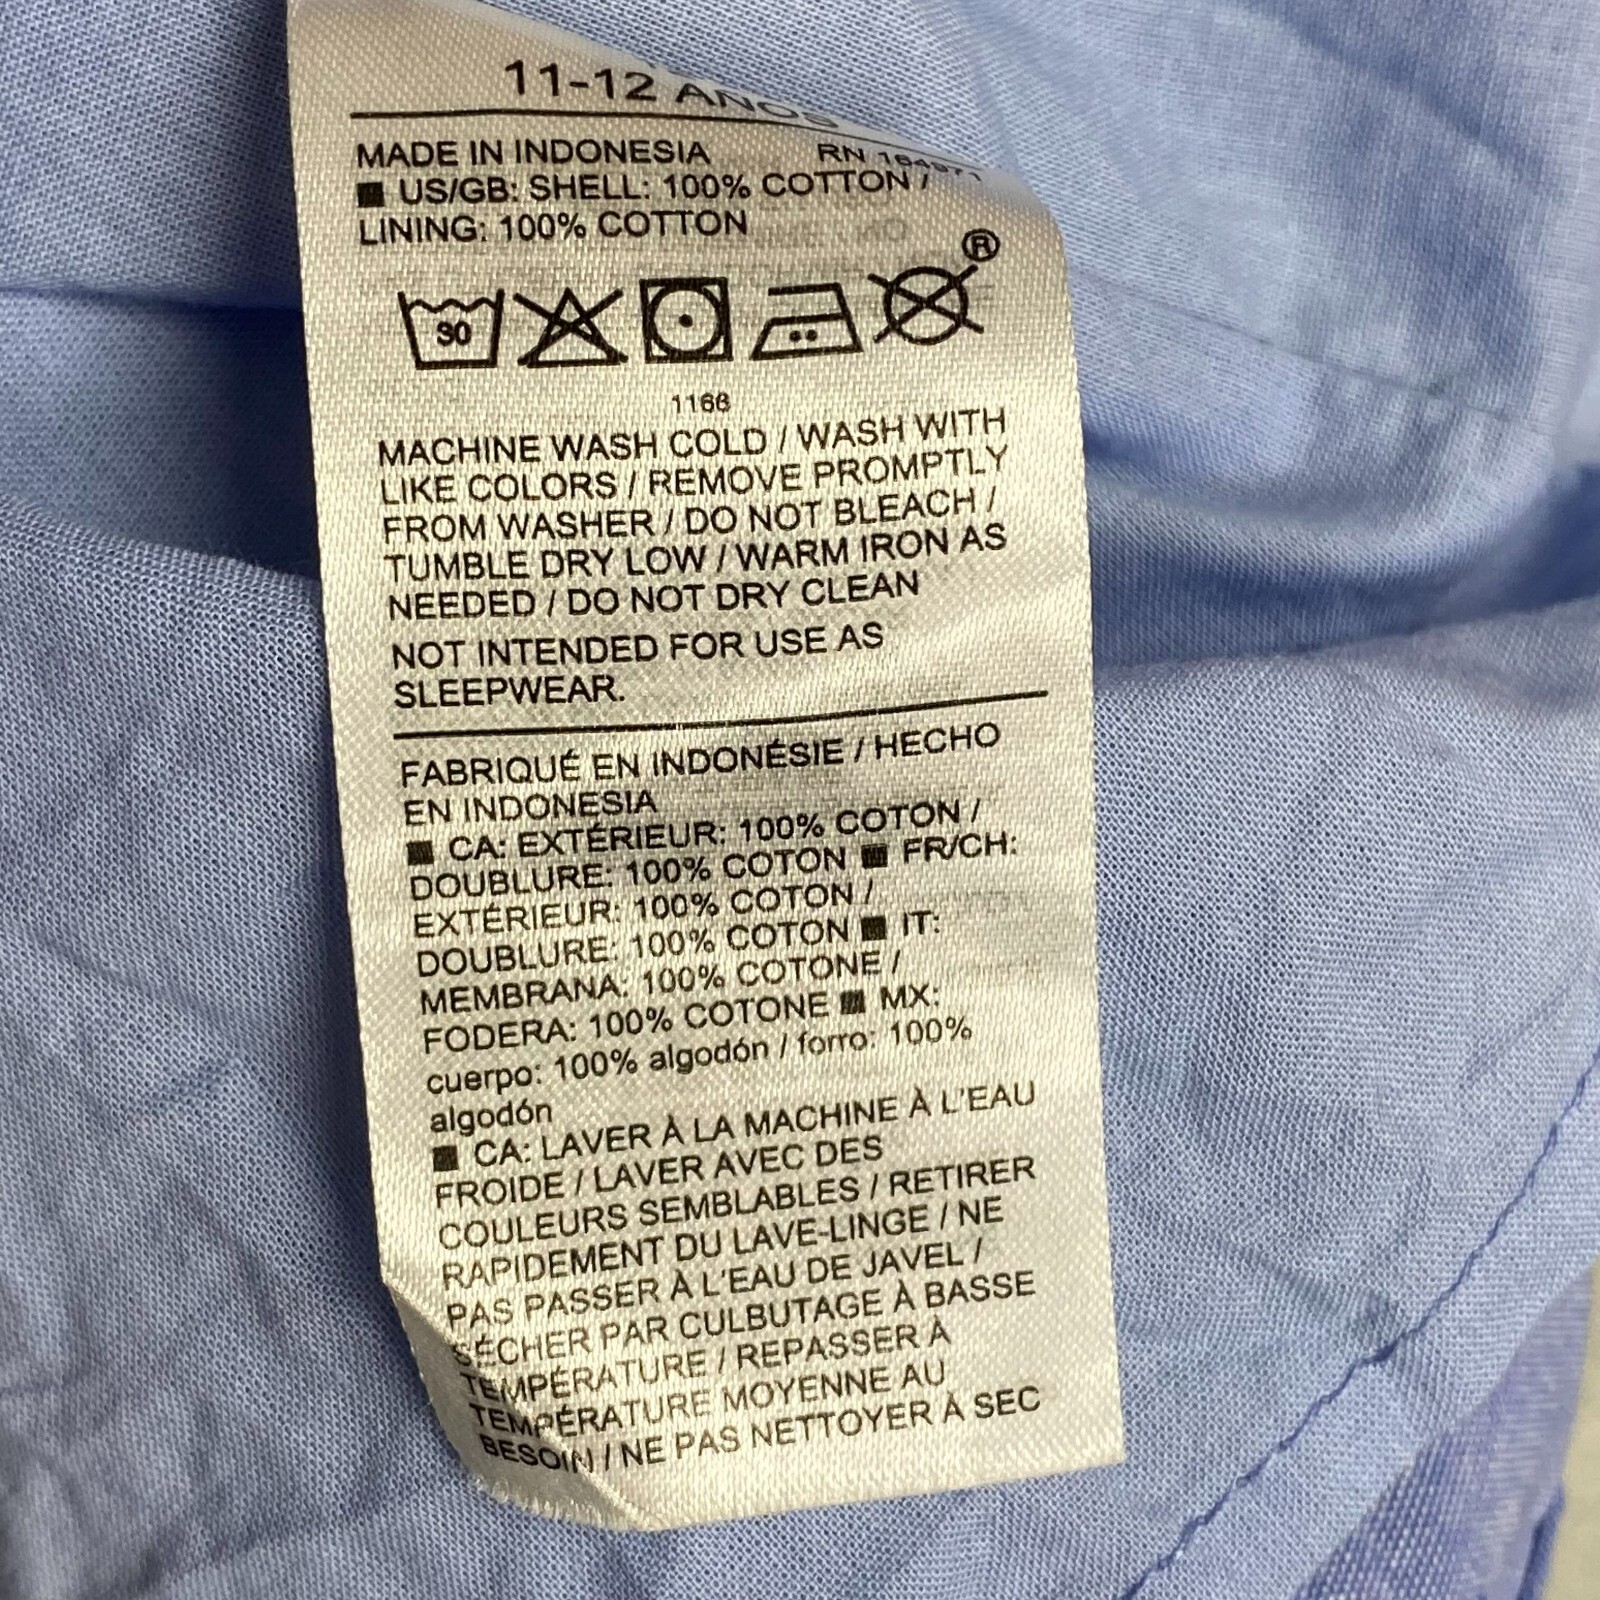 11-12 AÑOS
MADE IN INDONESIA RN
■ US/GB: SHELL: 100% COTTON /
LINING: 100% COTTON
®
30
1166
MACHINE WASH COLD / WASH WITH
LIKE COLORS / REMOVE PROMPTLY
FROM WASHER / DO NOT BLEACH /
TUMBLE DRY LOW / WARM IRON AS
NEEDED / DO NOT DRY CLEAN
NOT INTENDED FOR USE AS
SLEEPWEAR.
FABRIQUÉ EN INDONÉSIE / HECHO
EN INDONESIA
■ CA: EXTÉRIEUR: 100% COTON /
DOUBLURE: 100% COTON ■ FR/CH:
EXTÉRIEUR: 100% COTON /
DOUBLURE: 100% COTON ■ IT:
MEMBRANA: 100% COTONE /
FODERA: 100% COTONE ■ MX:
cuerpo: 100% algodón / forro: 100%
algodón
■ CA: LAVER À LA MACHINE À L'EAU
FROIDE / LAVER AVEC DES
COULEURS SEMBLABLES / RETIRER
RAPIDEMENT DU LAVE-LINGE / NE
PAS PASSER À L'EAU DE JAVEL /
SÉCHER PAR CULBUTAGE À BASSE
TEMPÉRATURE / REPASSER À
TEMPÉRATURE MOYENNE AU
BESOIN / NE PAS NETTOYER À SEC